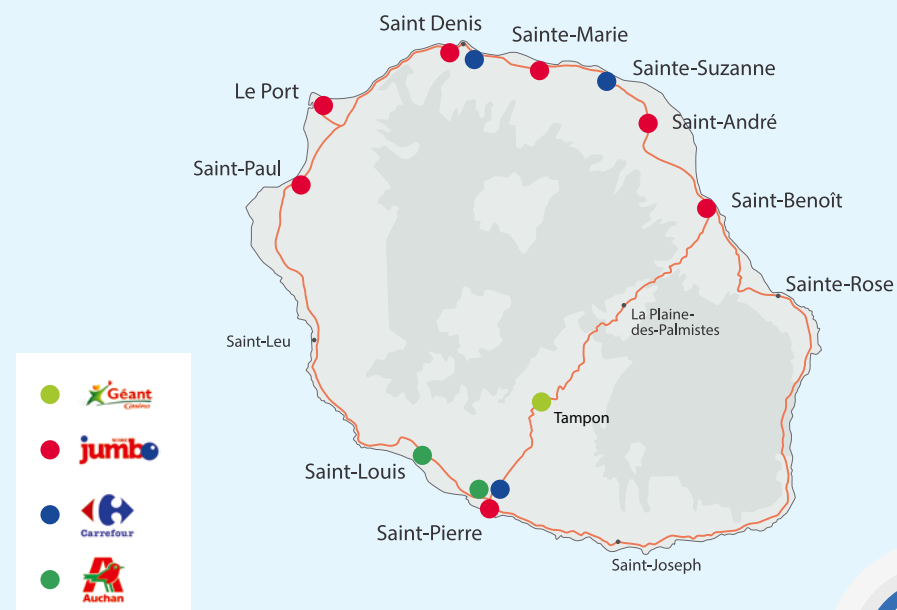 Saint Denis
Sainte-Marie
Sainte-Suzanne
Le Port
Saint-André
Saint-Paul
Saint-Benoît
Sainte-Rose
La Plaine-
des-Palmistes
Saint-Leu
Tampon
Saint-Louis
Saint-Pierre
Saint-Joseph
Géant
Casino
jumbo
Carrefour
Auchan